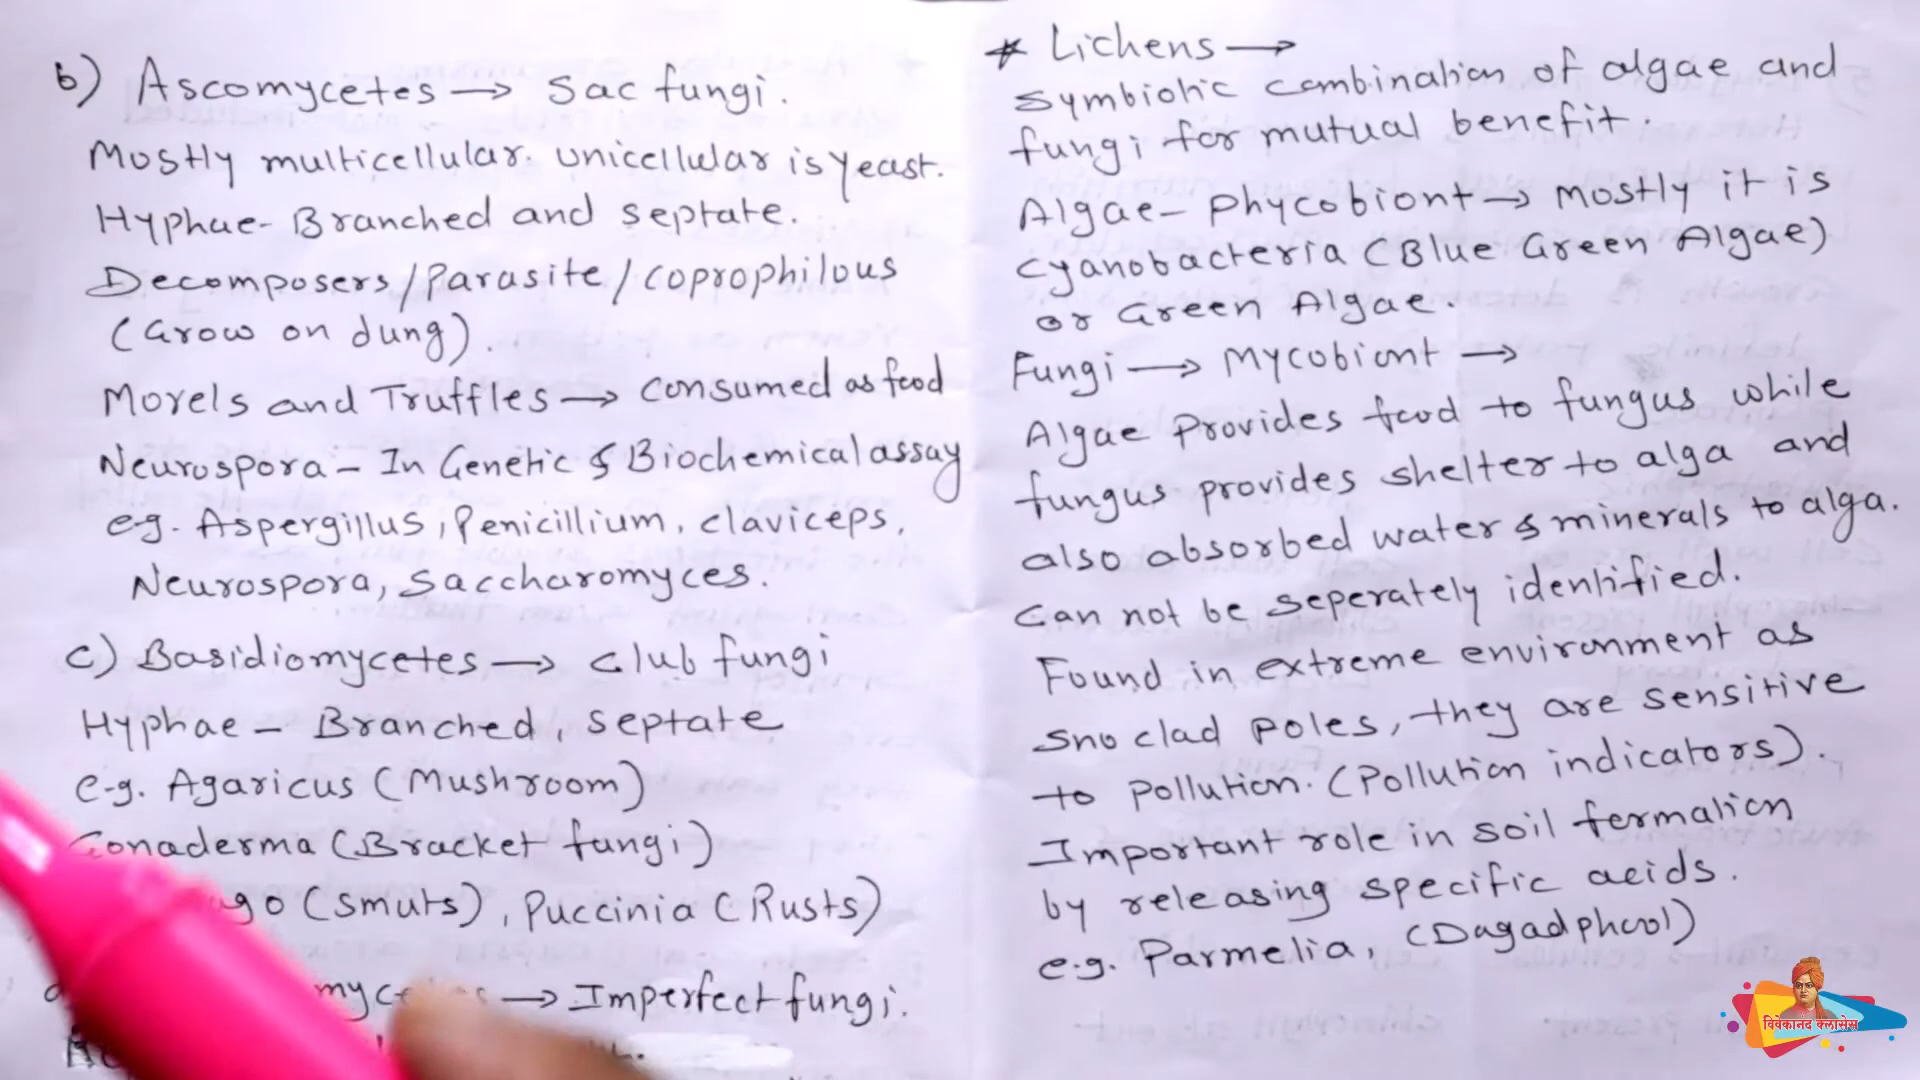 b) Ascomycetes → Sac fungi.
Mostly multicellular. unicellular is yeast.
Hyphae- Branched and septate.
Decomposers/Parasite/coprophilous
(Grow on dung).
Morels and Truffles → consumed as food
Neurospora - In Genetic & Biochemical assay
e.g. Aspergillus, Penicillium, claviceps,
Neurospora, Saccharomyces.
c) Basidiomycetes → club fungi
Hyphae - Branched, septate
e.g. Agaricus (Mushroom)
Gonaderma (Bracket fungi)
(smuts), Puccinia (Rusts)
→ Imperfect fungi.
* Lichens →
symbiotic combination of algae and
fungi for mutual benefit.
Algae - Phycobiont → Mostly it is
cyanobacteria (Blue Green Algae)
or Green Algae.
Fungi → Mycobiont →
Algae provides food to fungus while
fungus provides shelter to alga and
also absorbed water & minerals to alga.
can not be seperately identified.
Found in extreme environment as
sno clad poles, they are sensitive
to pollution. (Pollution indicators).
Important role in soil formation
by releasing specific acids.
e.g. Parmelia, (Dagadphool)
विवेकानंद क्लासेस